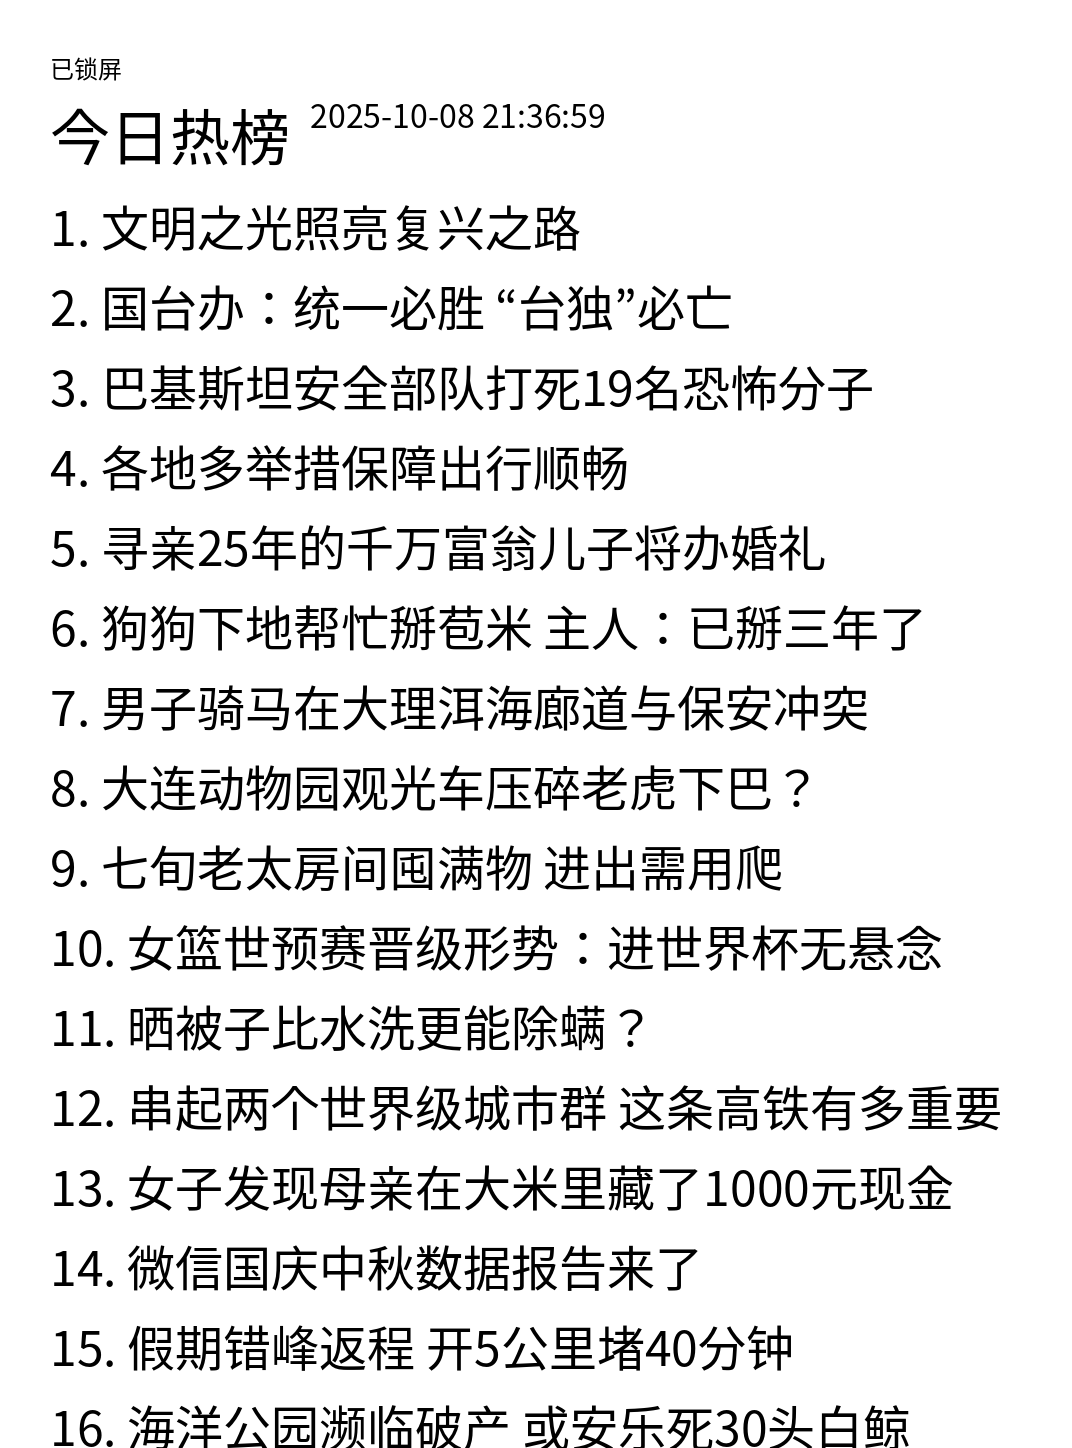 已锁屏
今日热榜 2025-10-08 21:36:59
1. 文明之光照亮复兴之路
2. 国台办：统一必胜 “台独”必亡
3. 巴基斯坦安全部队打死19名恐怖分子
4. 各地多举措保障出行顺畅
5. 寻亲25年的千万富翁儿子将办婚礼
6. 狗狗下地帮忙掰苞米 主人：已掰三年了
7. 男子骑马在大理洱海廊道与保安冲突
8. 大连动物园观光车压碎老虎下巴？
9. 七旬老太房间囤满物 进出需用爬
10. 女篮世预赛晋级形势：进世界杯无悬念
11. 晒被子比水洗更能除螨？
12. 串起两个世界级城市群 这条高铁有多重要
13. 女子发现母亲在大米里藏了1000元现金
14. 微信国庆中秋数据报告来了
15. 假期错峰返程 开5公里堵40分钟
16. 海洋公园濒临破产 或安乐死30头白鲸